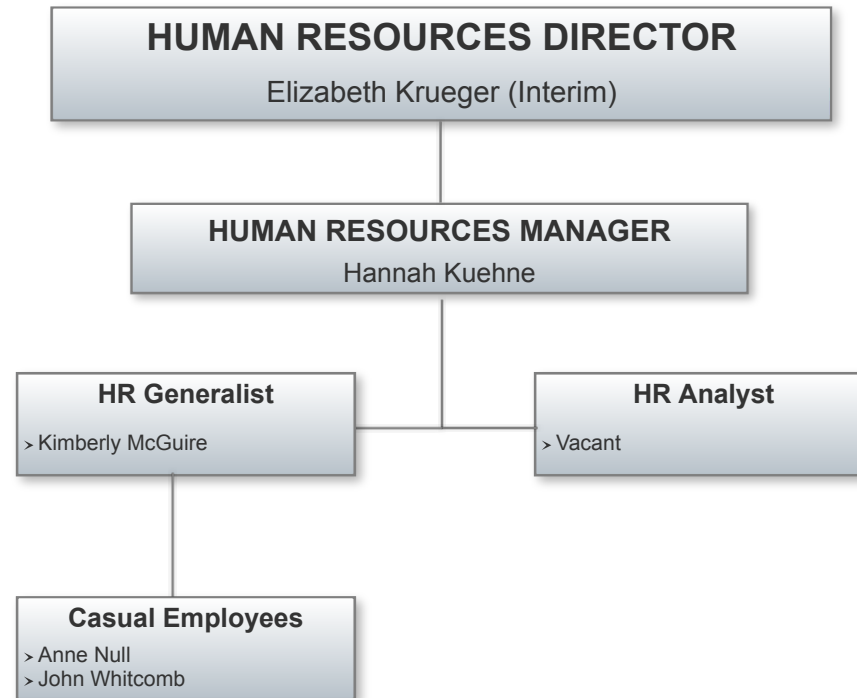 HUMAN RESOURCES DIRECTOR
Elizabeth Krueger (Interim)
HUMAN RESOURCES MANAGER
Hannah Kuehne
HR Generalist
> Kimberly McGuire
HR Analyst
> Vacant
Casual Employees
> Anne Null
> John Whitcomb